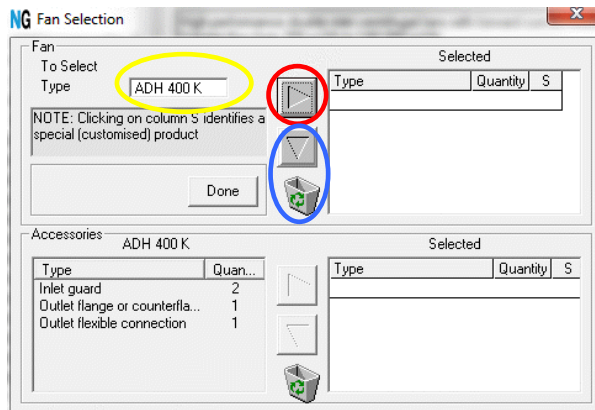 NG Fan Selection
Fan
To Select
Type ADH 400 K
NOTE: Clicking on column S identifies a
special (customised) product
Done
Selected
Type Quantity S
Accessories
ADH 400 K
Type Quan...
Inlet guard 2
Outlet flange or counterfla... 1
Outlet flexible connection 1
Selected
Type Quantity S